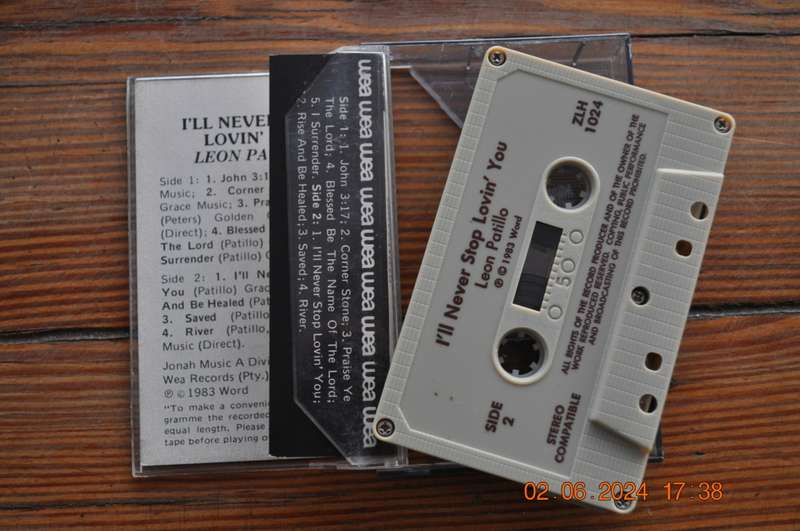 I'LL NEVER
LOVIN'
LEON PA
Side 1: 1. John 3:1
Music; 2. Corner
Grace Music; 3. Pra
(Peters) Golden
(Direct); 4. Blessed
The Lord (Patillo)
Surrender (Patillo)
Side 2: 1. I'll Ne
You (Patillo) Grac
And Be Healed (Pat
3. Saved (Patillo)
4. River (Patillo,
Music (Direct).
Jonah Music A Divi
Wea Records (Pty.)
℗ © 1983 Word
"To make a conveni
gramme the recorded
equal length. Please
tape before playing o
wea wea wea wea wea wea wea wea wea wea
Side 1: 1. John 3:17; 2. Corner Stone; 3. Praise Ye
The Lord; 4. Blessed Be The Name Of The Lord;
5. I Surrender. Side 2: 1. I'll Never Stop Lovin' You;
2. Rise And Be Healed; 3. Saved; 4. River.
ZLH
1024
I'll Never Stop Lovin' You
Leon Patillo
℗ © 1983 Word
50
SIDE
2
STEREO
COMPATIBLE
ALL RIGHTS OF THE RECORD PRODUCER AND OF THE OWNER OF THE
WORK REPRODUCED RESERVED. COPYING, PUBLIC PERFORMANCE
AND BROADCASTING OF THIS RECORD PROHIBITED.
02.06.2024 17:38